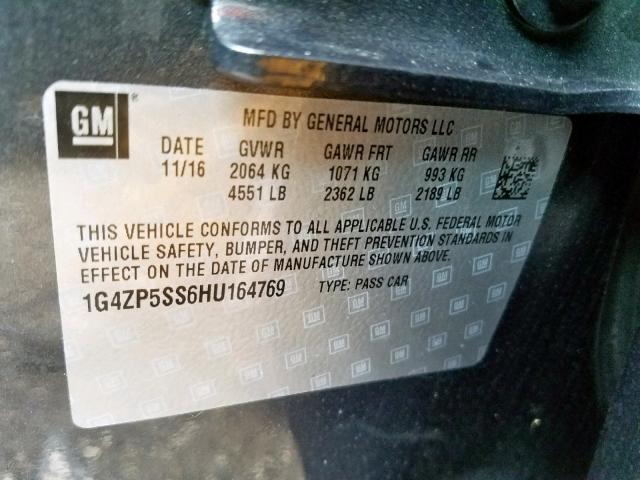 GM ®
MFD BY GENERAL MOTORS LLC
DATE GVWR GAWR FRT GAWR RR
11/16 2064 KG 1071 KG 993 KG
4551 LB 2362 LB 2189 LB
THIS VEHICLE CONFORMS TO ALL APPLICABLE U.S. FEDERAL MOTOR
VEHICLE SAFETY, BUMPER, AND THEFT PREVENTION STANDARDS IN
EFFECT ON THE DATE OF MANUFACTURE SHOWN ABOVE.
1G4ZP5SS6HU164769 TYPE: PASS CAR